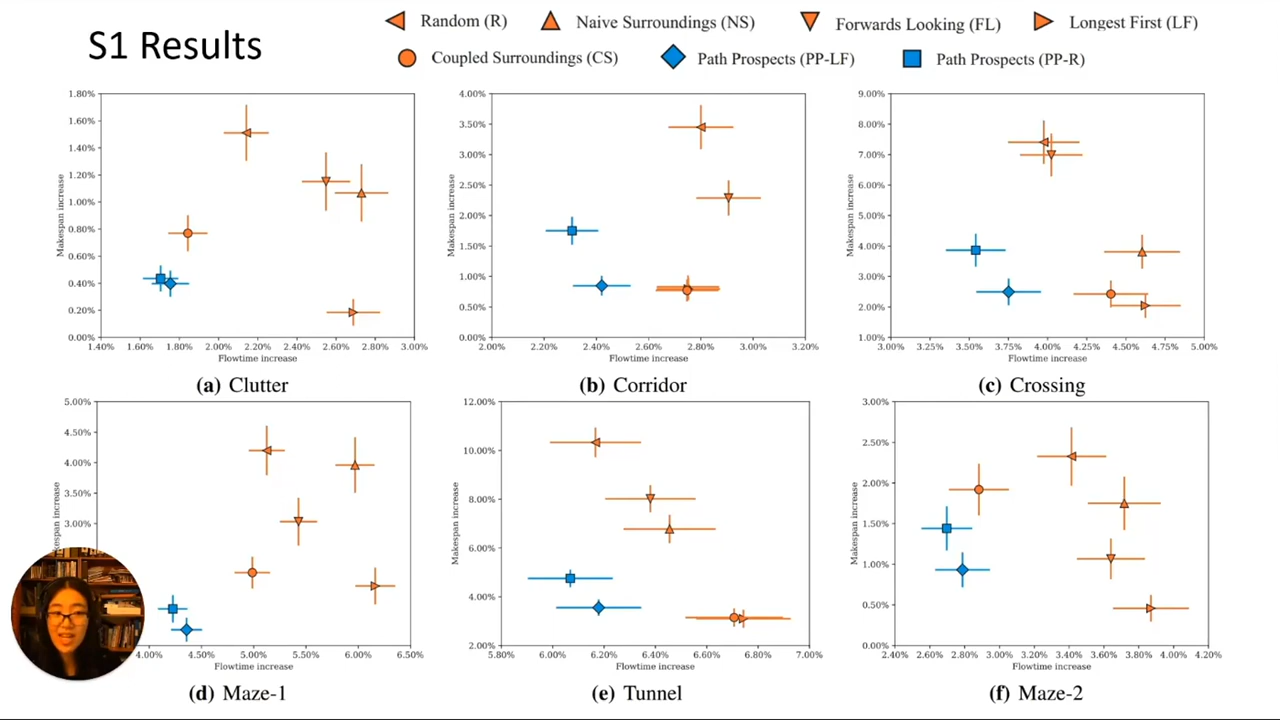 S1 Results
Random (R) Naive Surroundings (NS) Forwards Looking (FL) Longest First (LF)
Coupled Surroundings (CS) Path Prospects (PP-LF) Path Prospects (PP-R)
Makespan increase
1.80%
1.60%
1.40%
1.20%
1.00%
0.80%
0.60%
0.40%
0.20%
0.00%
1.40% 1.60% 1.80% 2.00% 2.20% 2.40% 2.60% 2.80% 3.00%
Flowtime increase
(a) Clutter
Makespan increase
4.00%
3.50%
3.00%
2.50%
2.00%
1.50%
1.00%
0.50%
0.00%
2.00% 2.20% 2.40% 2.60% 2.80% 3.00% 3.20%
Flowtime increase
(b) Corridor
Makespan increase
9.00%
8.00%
7.00%
6.00%
5.00%
4.00%
3.00%
2.00%
1.00%
3.00% 3.25% 3.50% 3.75% 4.00% 4.25% 4.50% 4.75% 5.00%
Flowtime increase
(c) Crossing
Makespan increase
5.00%
4.50%
4.00%
3.50%
3.00%
4.00% 4.50% 5.00% 5.50% 6.00% 6.50%
Flowtime increase
(d) Maze-1
Makespan increase
12.00%
10.00%
8.00%
6.00%
4.00%
2.00%
5.80% 6.00% 6.20% 6.40% 6.60% 6.80% 7.00%
Flowtime increase
(e) Tunnel
Makespan increase
3.00%
2.50%
2.00%
1.50%
1.00%
0.50%
0.00%
2.40% 2.60% 2.80% 3.00% 3.20% 3.40% 3.60% 3.80% 4.00% 4.20%
Flowtime increase
(f) Maze-2